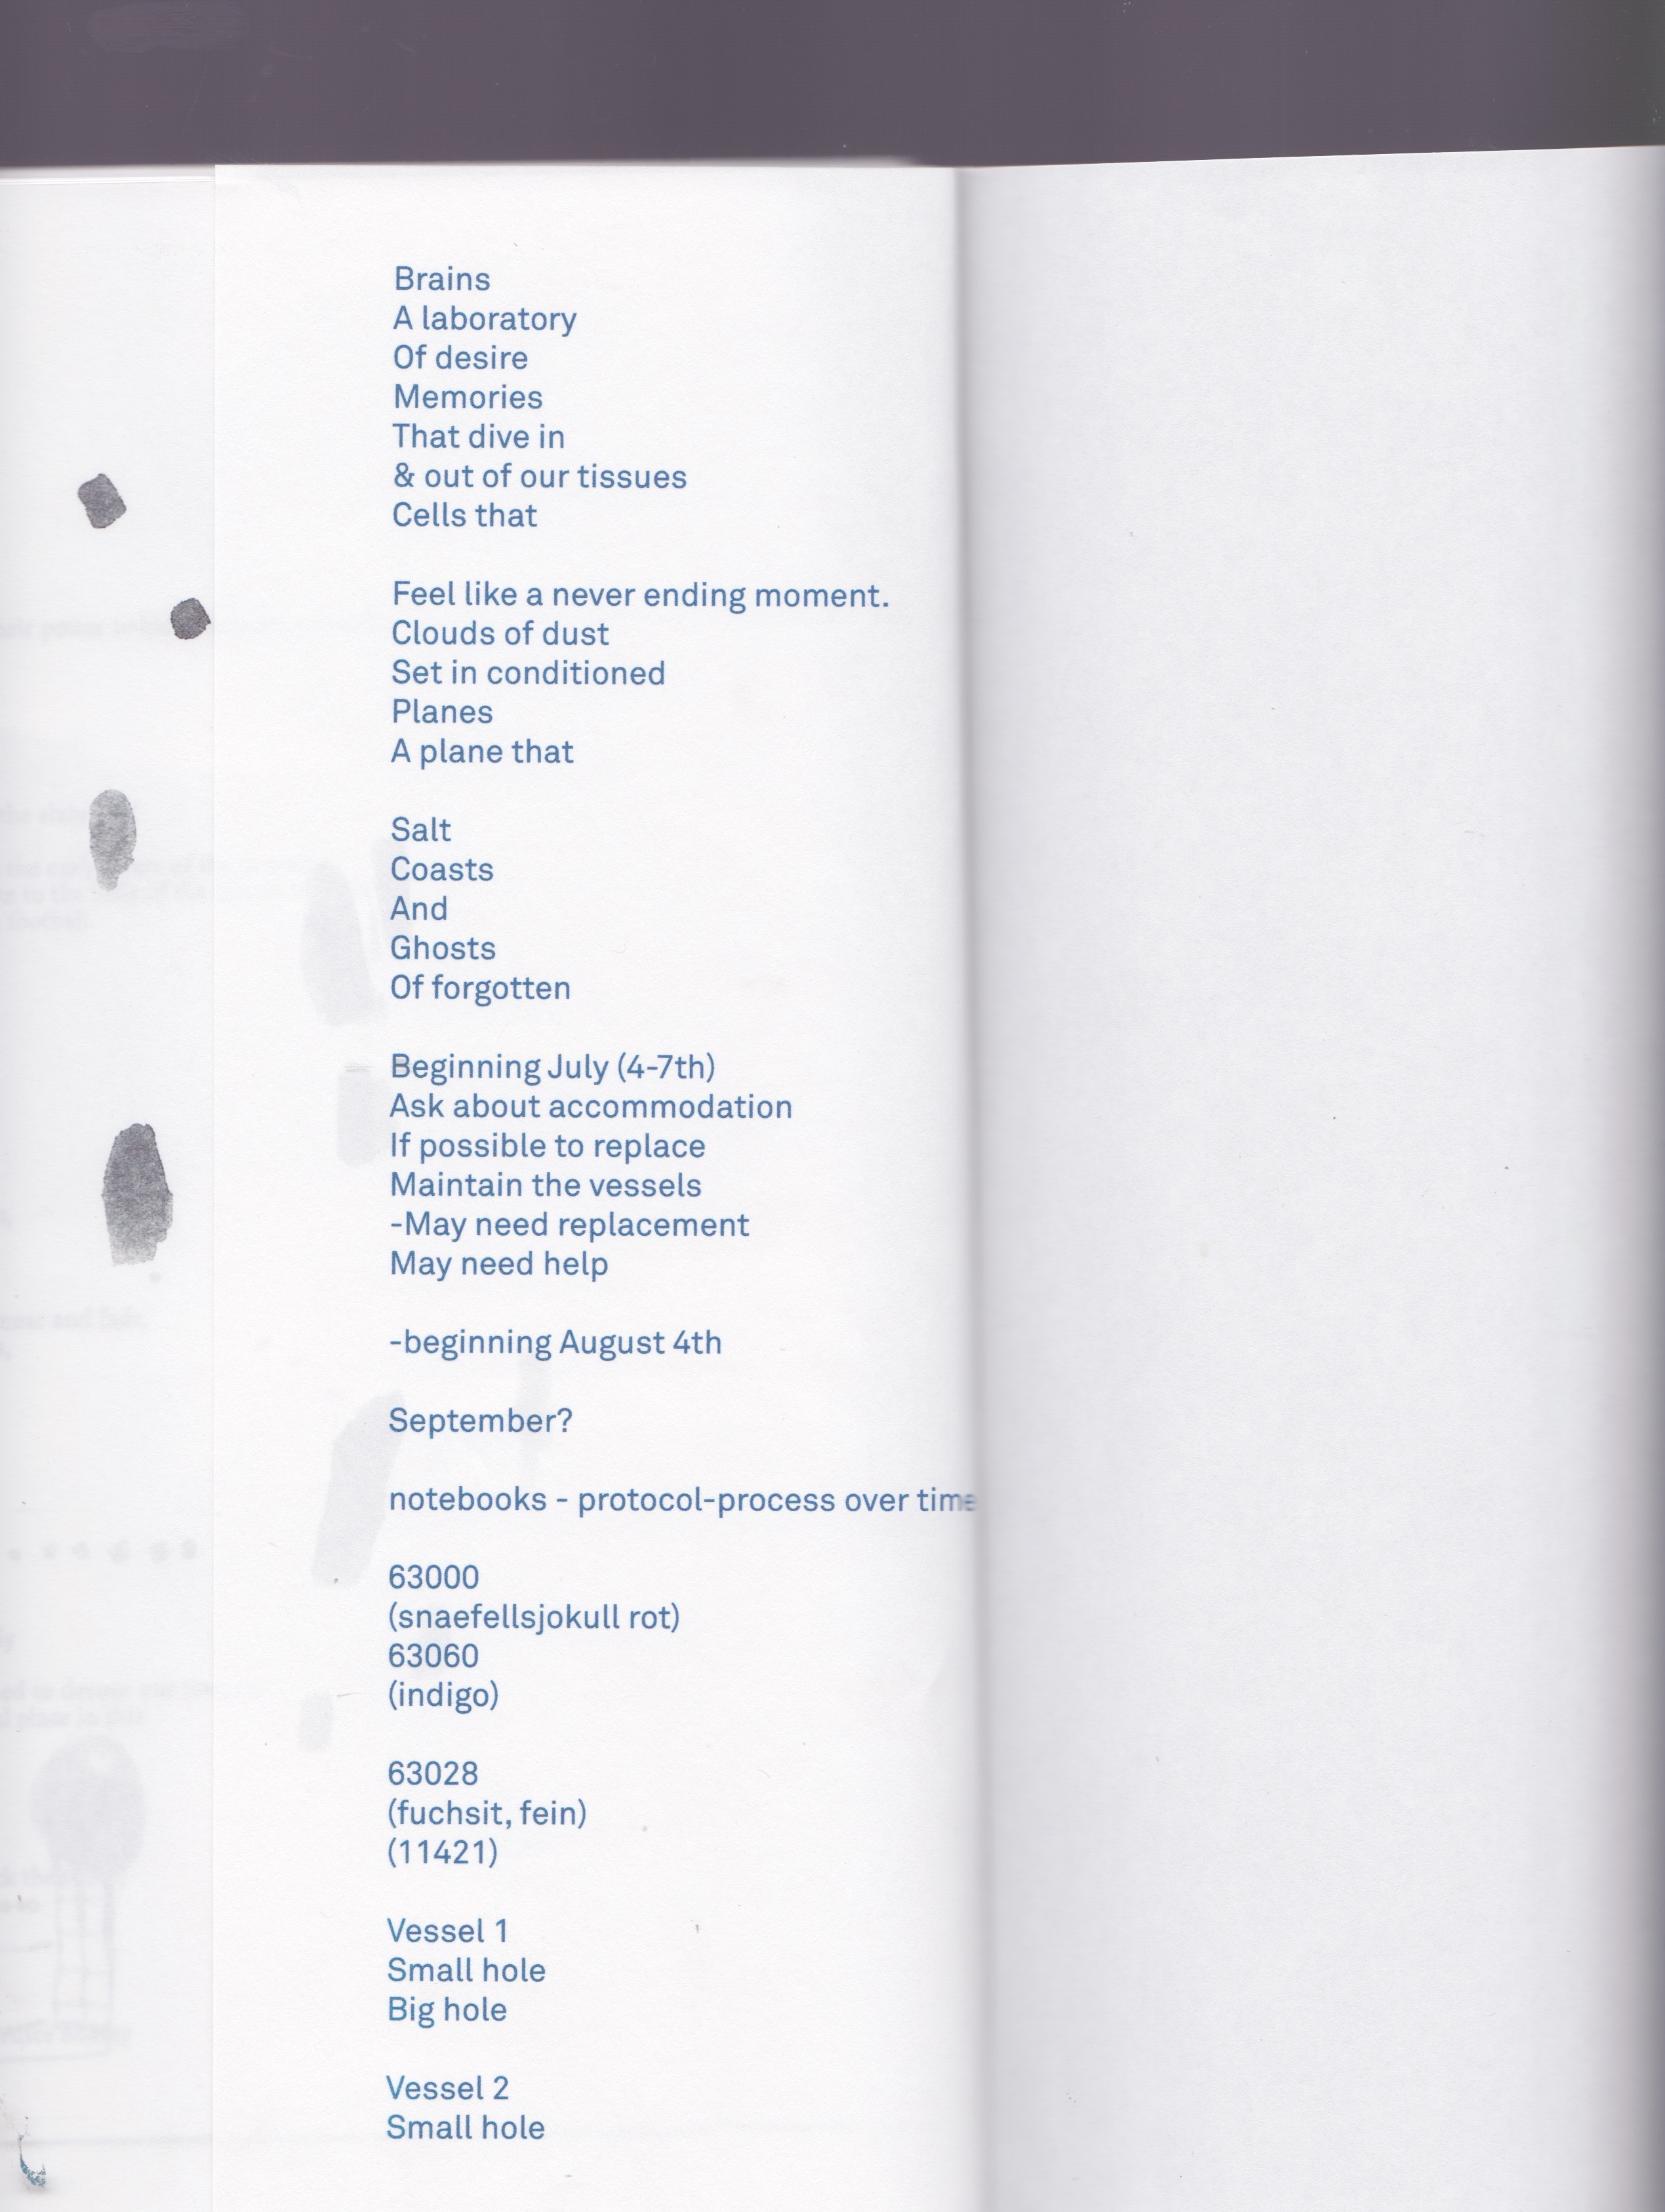 Brains
A laboratory
Of desire
Memories
That dive in
& out of our tissues
Cells that
Feel like a never ending moment.
Clouds of dust
Set in conditioned
Planes
A plane that
Salt
Coasts
And
Ghosts
Of forgotten
Beginning July (4-7th)
Ask about accommodation
If possible to replace
Maintain the vessels
-May need replacement
May need help
-beginning August 4th
September?
notebooks - protocol-process over time
63000
(snaefellsjokull rot)
63060
(indigo)
63028
(fuchsit, fein)
(11421)
Vessel 1
Small hole
Big hole
Vessel 2
Small hole